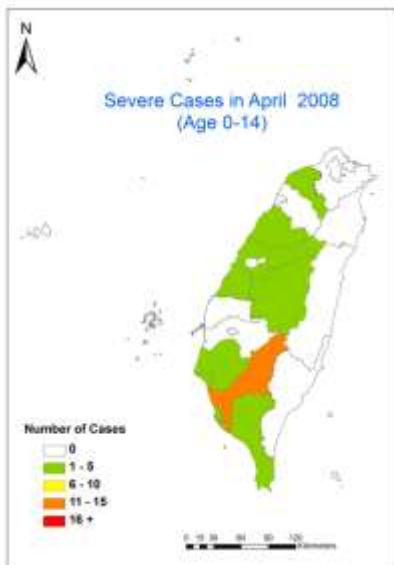 N
Severe Cases in April 2008
(Age 0-14)
Number of Cases
0
1 - 5
6 - 10
11 - 15
16 +